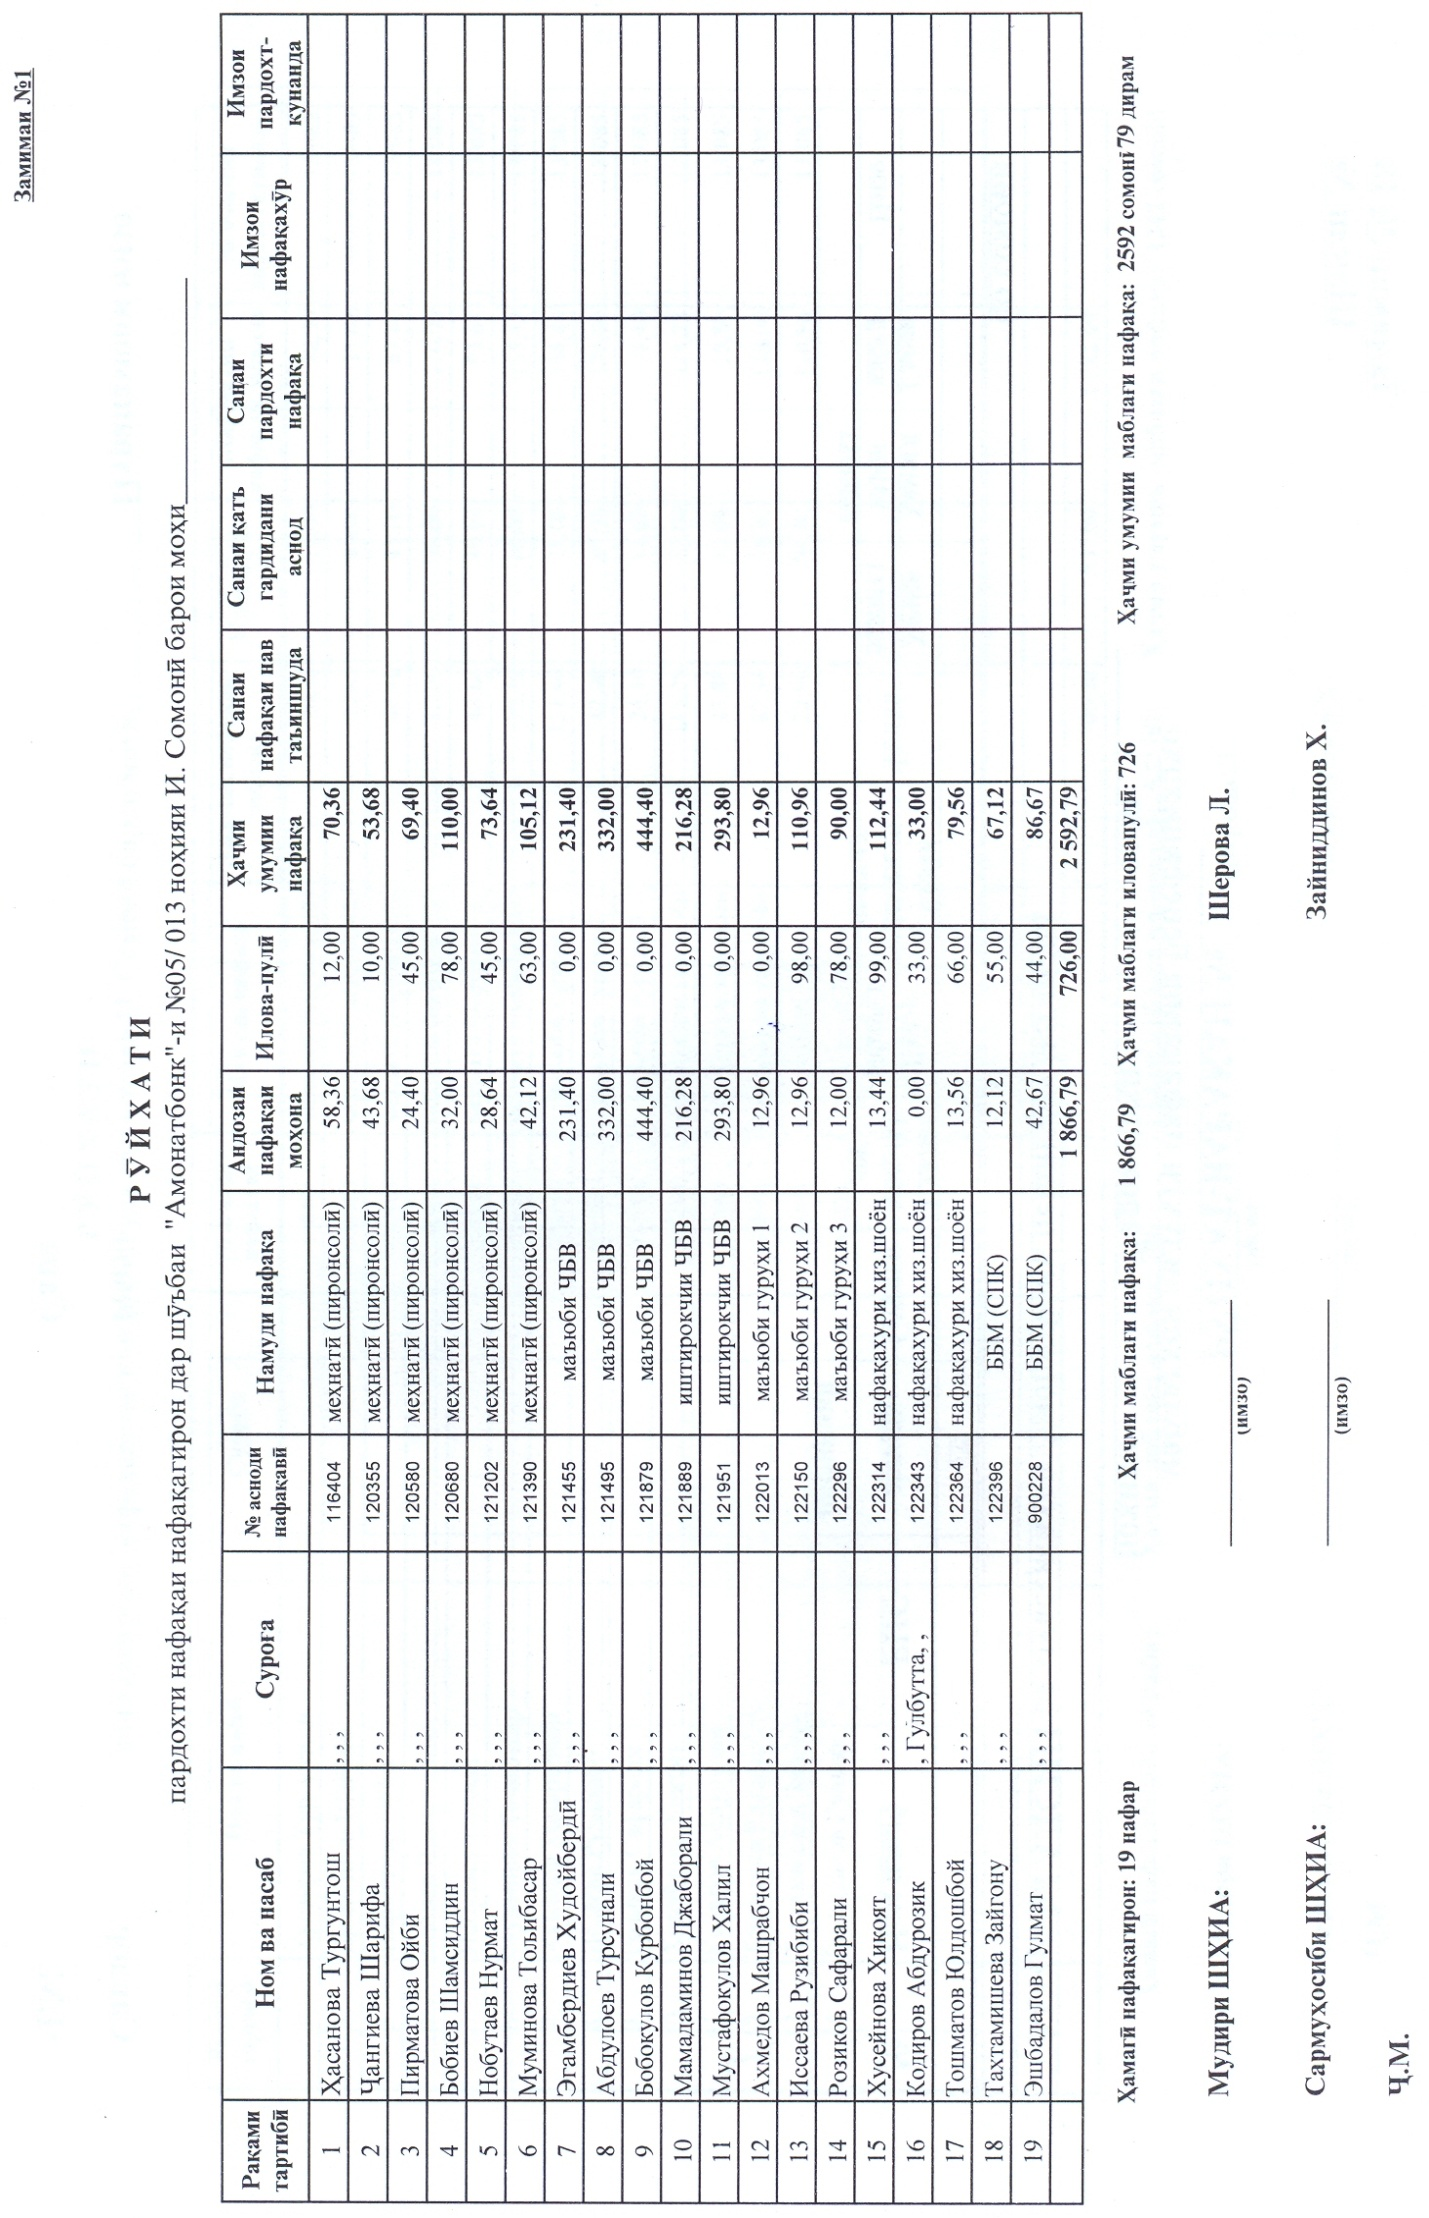 Замимаи №1
Р Ӯ Й Х А Т И
пардохти нафақаи нафақагирон дар шӯъбаи "Амонатбонк"-и №05/ 013 ноҳияи И. Сомонӣ барои моҳи
Рақами тартибӣ | Ном ва насаб | Суроға | № асноди нафақавӣ | Намуди нафақа | Андозаи нафақаи моҳона | Илова-пулӣ | Ҳаҷми умумии нафақа | Санаи нафақаи нав таъиншуда | Санаи катъ гардидани аснод | Санаи пардохти нафака | Имзои нафақахӯр | Имзои пардохт-кунанда
1 | Ҳасанова Тургунтош | , , , | 116404 | меҳнатӣ (пиронсолӣ) | 58,36 | 12,00 | 70,36
2 | Ҷангиева Шарифа | , , , | 120355 | меҳнатӣ (пиронсолӣ) | 43,68 | 10,00 | 53,68
3 | Пирматова Ойби | , , , | 120580 | меҳнатӣ (пиронсолӣ) | 24,40 | 45,00 | 69,40
4 | Бобиев Шамсиддин | , , , | 120680 | меҳнатӣ (пиронсолӣ) | 32,00 | 78,00 | 110,00
5 | Нобутаев Нурмат | , , , | 121202 | меҳнатӣ (пиронсолӣ) | 28,64 | 45,00 | 73,64
6 | Муминова Тољибасар | , , , | 121390 | меҳнатӣ (пиронсолӣ) | 42,12 | 63,00 | 105,12
7 | Эгамбердиев Худойбердӣ | , , , | 121455 | маъюби ҶБВ | 231,40 | 0,00 | 231,40
8 | Абдулоев Турсунали | , , , | 121495 | маъюби ҶБВ | 332,00 | 0,00 | 332,00
9 | Бобокулов Курбонбой | , , , | 121879 | маъюби ҶБВ | 444,40 | 0,00 | 444,40
10 | Мамадаминов Джаборали | , , , | 121889 | иштирокчии ҶБВ | 216,28 | 0,00 | 216,28
11 | Мустафокулов Халил | , , , | 121951 | иштирокчии ҶБВ | 293,80 | 0,00 | 293,80
12 | Ахмедов Машрабҷон | , , , | 122013 | маъюби гурухи 1 | 12,96 | 0,00 | 12,96
13 | Иссаева Рузибиби | , , , | 122150 | маъюби гурухи 2 | 12,96 | 98,00 | 110,96
14 | Розиков Сафарали | , , , | 122296 | маъюби гурухи 3 | 12,00 | 78,00 | 90,00
15 | Хусейнова Хикоят | , , , | 122314 | нафакахури хиз.шоён | 13,44 | 99,00 | 112,44
16 | Кодиров Абдурозик | , Гулбутта, , | 122343 | нафакахури хиз.шоён | 0,00 | 33,00 | 33,00
17 | Тошматов Юлдошбой | , , , | 122364 | нафакахури хиз.шоён | 13,56 | 66,00 | 79,56
18 | Тахтамишева Зайгону | , , , | 122396 | ББМ (СПК) | 12,12 | 55,00 | 67,12
19 | Эшбадалов Гулмат | , , , | 900228 | ББМ (СПК) | 42,67 | 44,00 | 86,67
1 866,79 | 726,00 | 2 592,79
Ҳамагӣ нафақагирон: 19 нафар Ҳаҷми маблағи нафақа: 1 866,79 Ҳаҷми маблағи иловапулӣ: 726 Ҳаҷми умумии маблағи нафақа: 2592 сомонӣ 79 дирам
Мудири ШҲИА: Шерова Л.
(имзо)
Сармуҳосиби ШҲИА: Зайниддинов Х.
(имзо)
Ҷ.М.